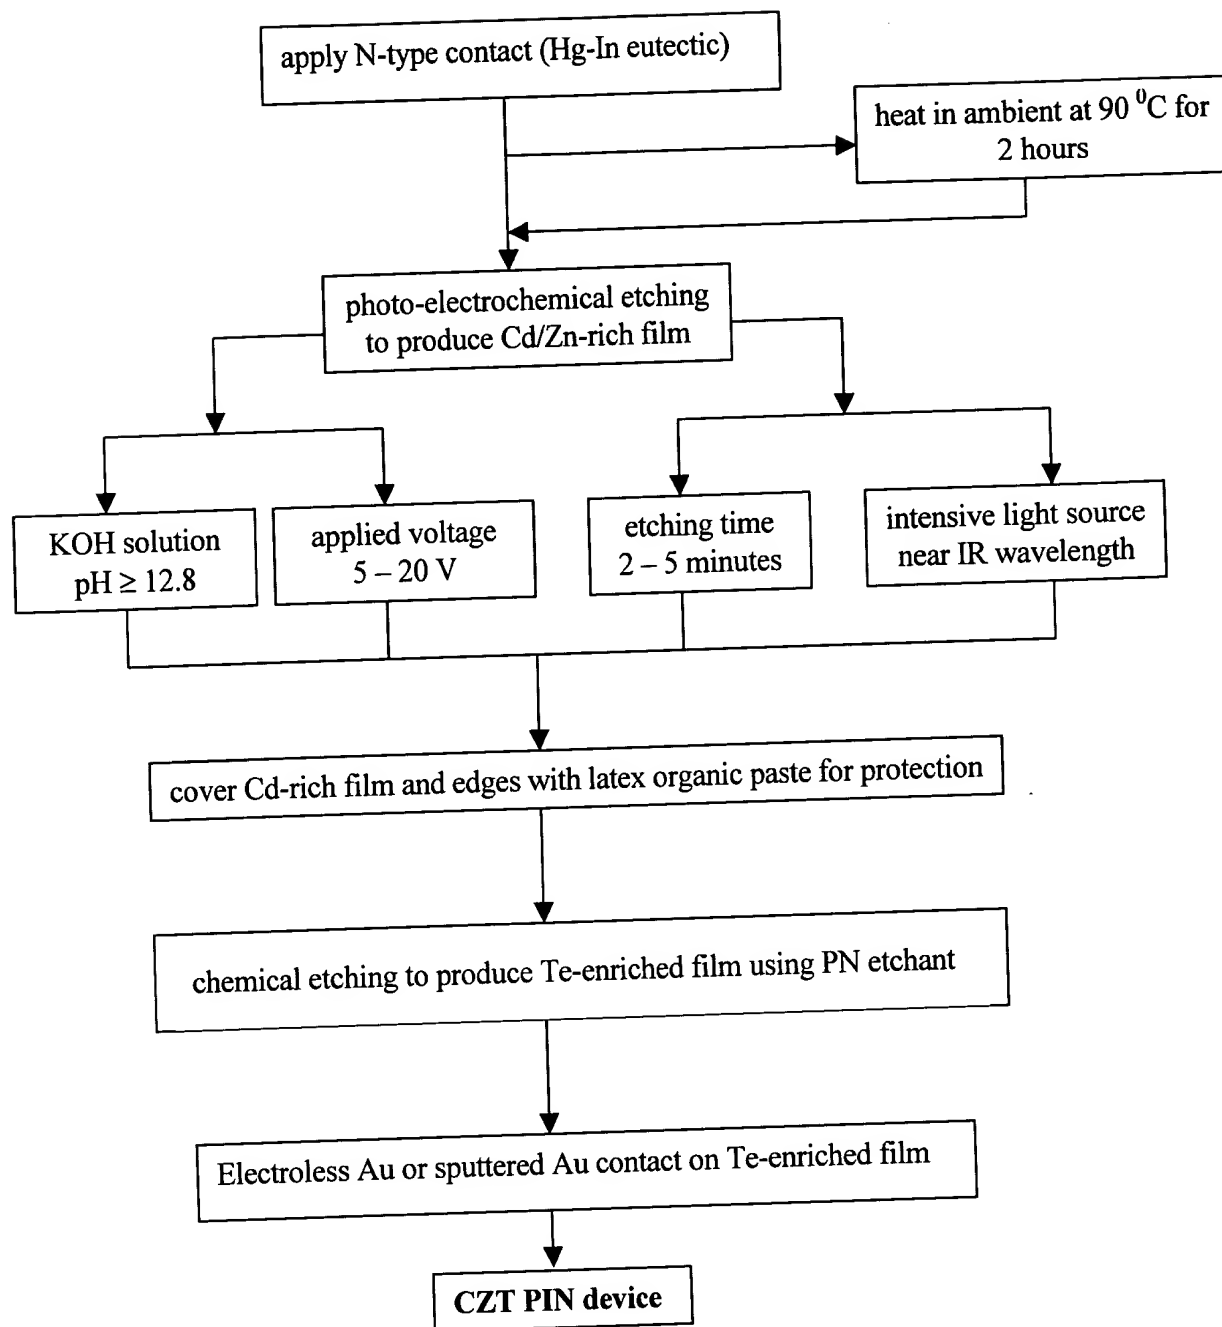 apply N-type contact (Hg-In eutectic)
heat in ambient at 90 ⁰C for
2 hours
photo-electrochemical etching
to produce Cd/Zn-rich film
KOH solution
pH ≥ 12.8
applied voltage
5 – 20 V
etching time
2 – 5 minutes
intensive light source
near IR wavelength
cover Cd-rich film and edges with latex organic paste for protection
chemical etching to produce Te-enriched film using PN etchant
Electroless Au or sputtered Au contact on Te-enriched film
CZT PIN device